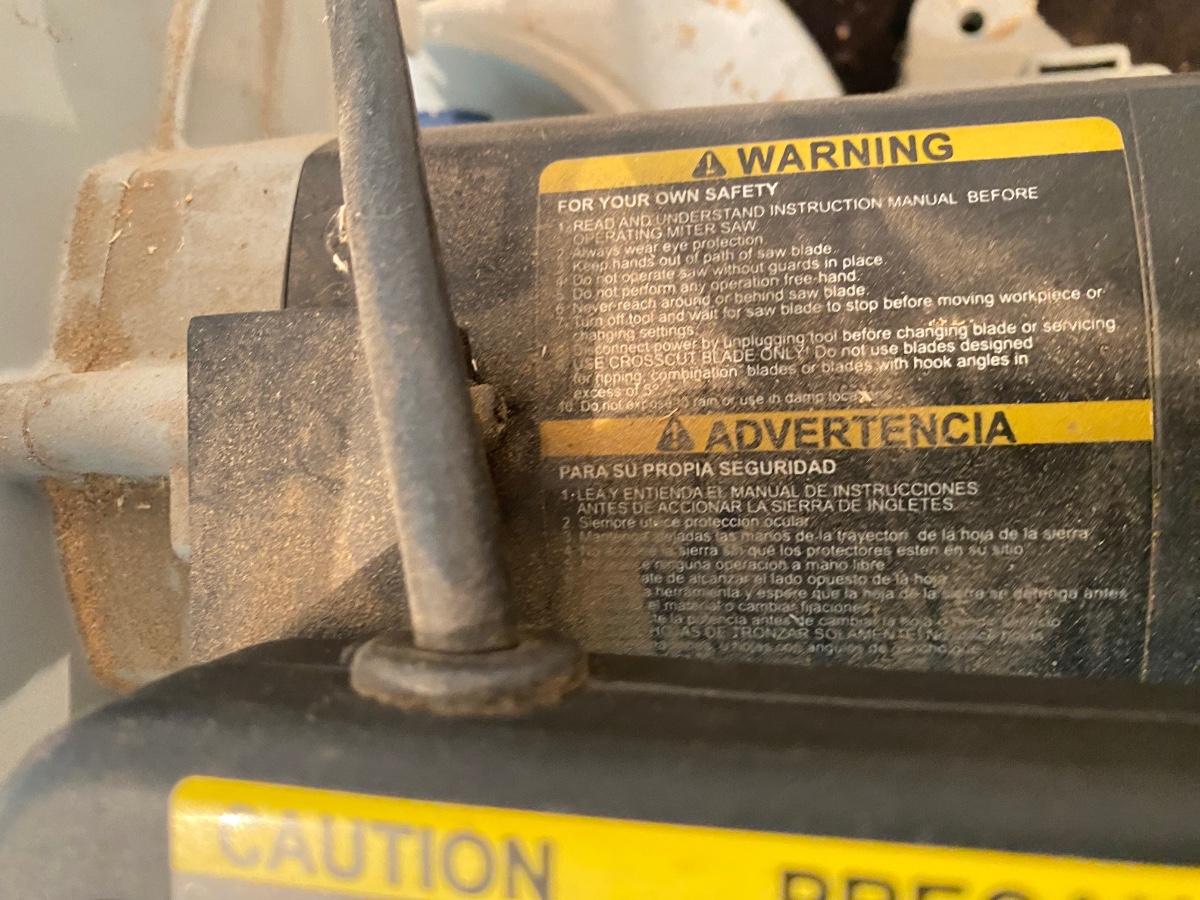 WARNING
FOR YOUR OWN SAFETY
1. READ AND UNDERSTAND INSTRUCTION MANUAL BEFORE
OPERATING MITER SAW.
2. Always wear eye protection.
3. Keep hands out of path of saw blade.
4. Do not operate saw without guards in place.
5. Do not perform any operation free-hand.
6. Never reach around or behind saw blade.
7. Turn off tool and wait for saw blade to stop before moving workpiece or
changing settings.
Disconnect power by unplugging tool before changing blade or servicing.
USE CROSSCUT BLADE ONLY! Do not use blades designed
for ripping, combination blades or blades with hook angles in
excess of 5°
10. Do not expose to rain or use in damp
ADVERTENCIA
PARA SU PROPIA SEGURIDAD
1. LEA Y ENTIENDA EL MANUAL DE INSTRUCCIONES
ANTES DE ACCIONAR LA SIERRA DE INGLETES.
2. Siempre protección ocular.
3. las manos de la de la hoja de la sierra
4. la sierra sin que los protectores esten en su sitio
ninguna operacion a mano libre
de alcanzar el lado opuesto de la hoja
herramienta y espere que la hoja de la sierra se detenga antes
el material o cambiar fijaciones
la potencia antes de cambiar la hoja
HOJAS DE TRONZAR SOLAMENTE!
angulos de
CAUTION